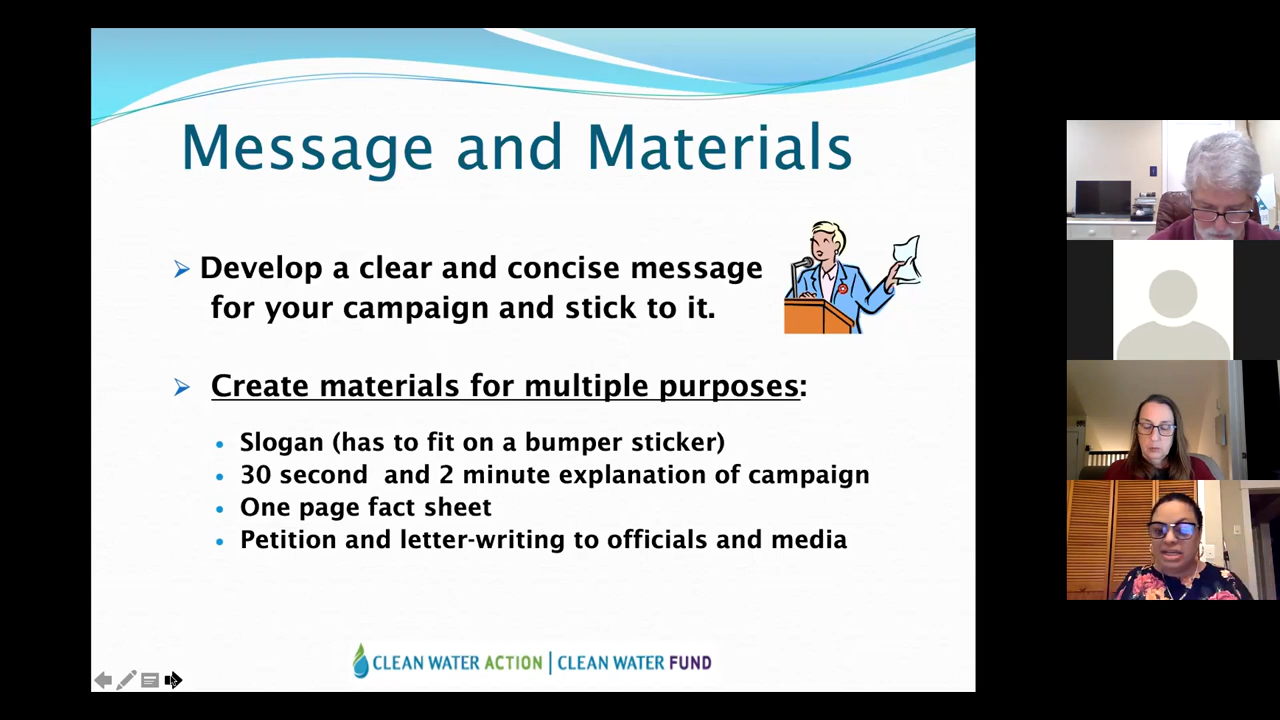 Message and Materials
Develop a clear and concise message
for your campaign and stick to it.
Create materials for multiple purposes:
Slogan (has to fit on a bumper sticker)
30 second  and 2 minute explanation of campaign
One page fact sheet
Petition and letter-writing to officials and media
CLEAN WATER ACTION | CLEAN WATER FUND